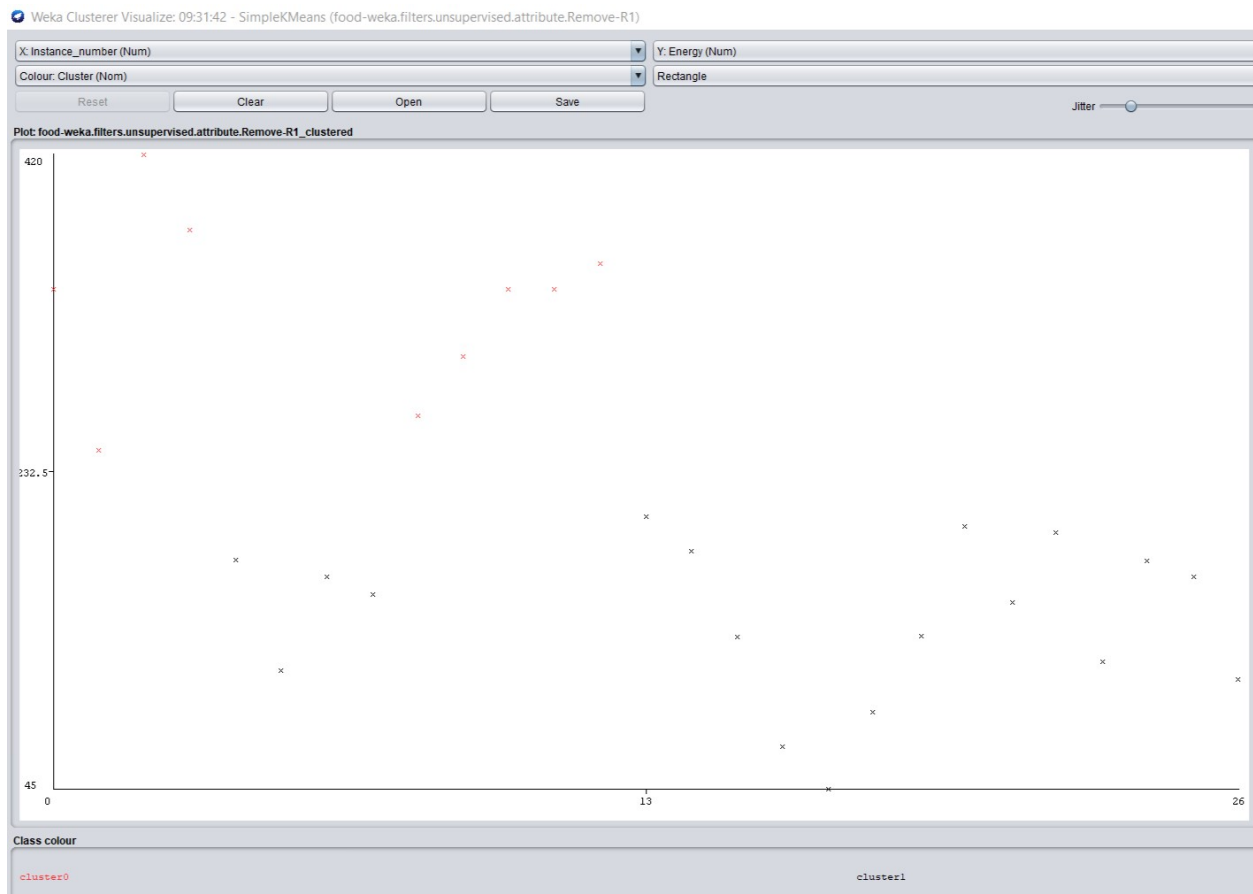 Weka Clusterer Visualize: 09:31:42 - SimpleKMeans (food-weka.filters.unsupervised.attribute.Remove-R1)
X: Instance_number (Num)
Y: Energy (Num)
Colour: Cluster (Nom)
Rectangle
Reset
Clear
Open
Save
Jitter
Plot: food-weka.filters.unsupervised.attribute.Remove-R1_clustered
420
232.5
45
0
13
26
Class colour
cluster0
cluster1